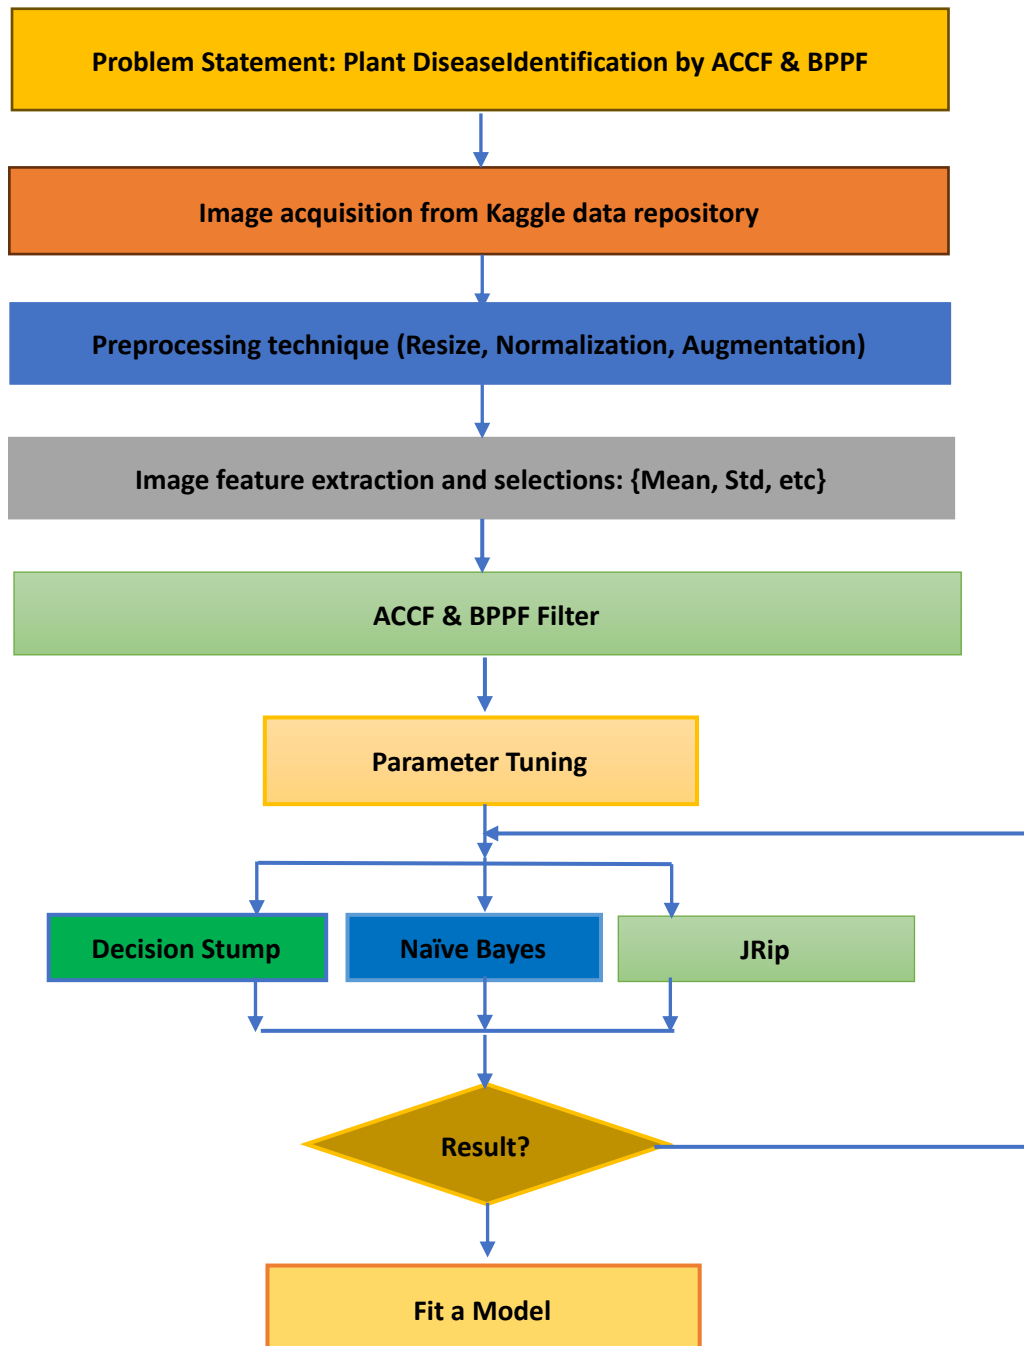 Problem Statement: Plant DiseaseIdentification by ACCF & BPPF
Image acquisition from Kaggle data repository
Preprocessing technique (Resize, Normalization, Augmentation)
Image feature extraction and selections: {Mean, Std, etc}
ACCF & BPPF Filter
Parameter Tuning
Decision Stump
Naïve Bayes
JRip
Result?
Fit a Model